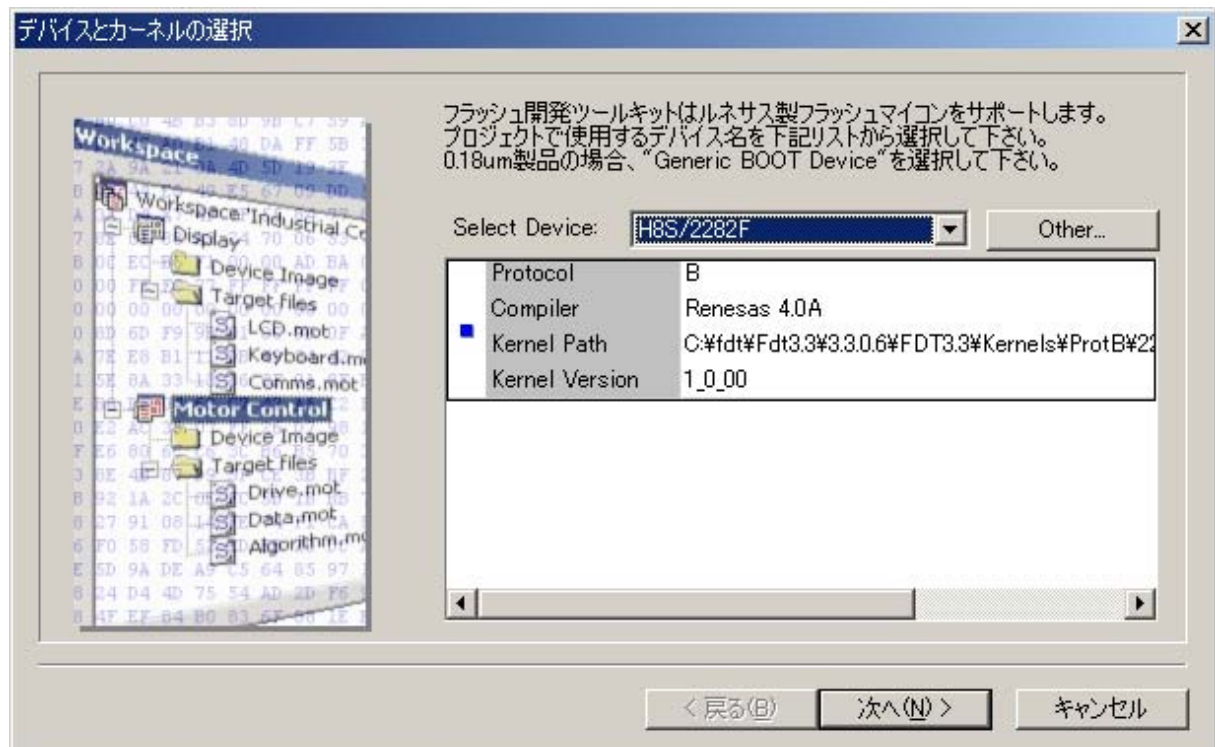 デバイスとカーネルの選択
フラッシュ開発ツールキットはルネサス製フラッシュマイコンをサポートします。
プロジェクトで使用するデバイス名を下記リストから選択して下さい。
0.18um製品の場合、“Generic BOOT Device”を選択して下さい。
Select Device: H8S/2282F Other...
Protocol B
Compiler Renesas 4.0A
Kernel Path C:¥fdt¥Fdt3.3¥3.3.0.6¥FDT3.3¥Kernels¥ProtB¥22
Kernel Version 1_0_00
Workspace
Workspace 'Industrial Co
Display
Device Image
Target files
LCD.mot
Keyboard.mo
Comms.mot
Motor Control
Device Image
Target files
Drive.mot
Data.mot
Algorithm.mo
< 戻る(B) 次へ(N) > キャンセル